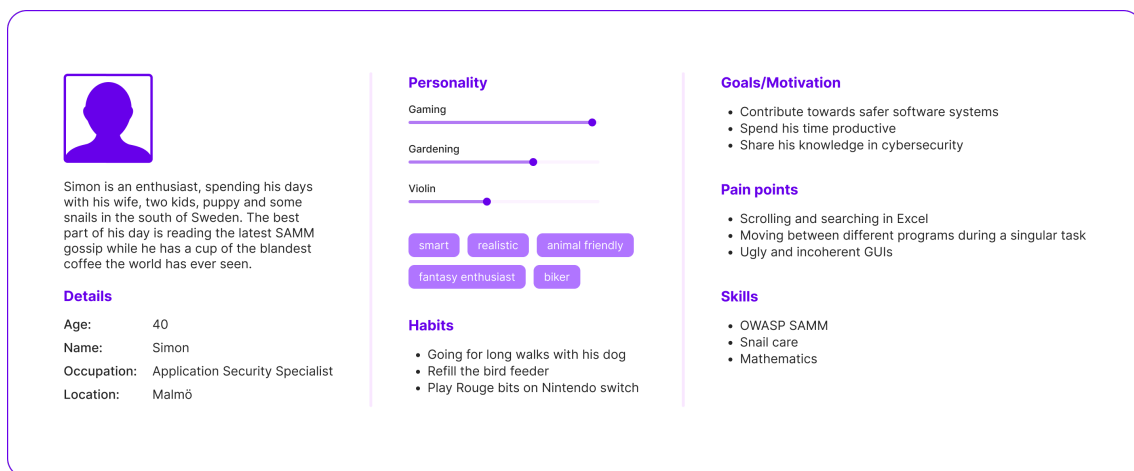 Simon is an enthusiast, spending his days
with his wife, two kids, puppy and some
snails in the south of Sweden. The best
part of his day is reading the latest SAMM
gossip while he has a cup of the blandest
coffee the world has ever seen.
Details
Age: 40
Name: Simon
Occupation: Application Security Specialist
Location: Malmö
Personality
Gaming
Gardening
Violin
smart realistic animal friendly
fantasy enthusiast biker
Habits
• Going for long walks with his dog
• Refill the bird feeder
• Play Rouge bits on Nintendo switch
Goals/Motivation
• Contribute towards safer software systems
• Spend his time productive
• Share his knowledge in cybersecurity
Pain points
• Scrolling and searching in Excel
• Moving between different programs during a singular task
• Ugly and incoherent GUIs
Skills
• OWASP SAMM
• Snail care
• Mathematics